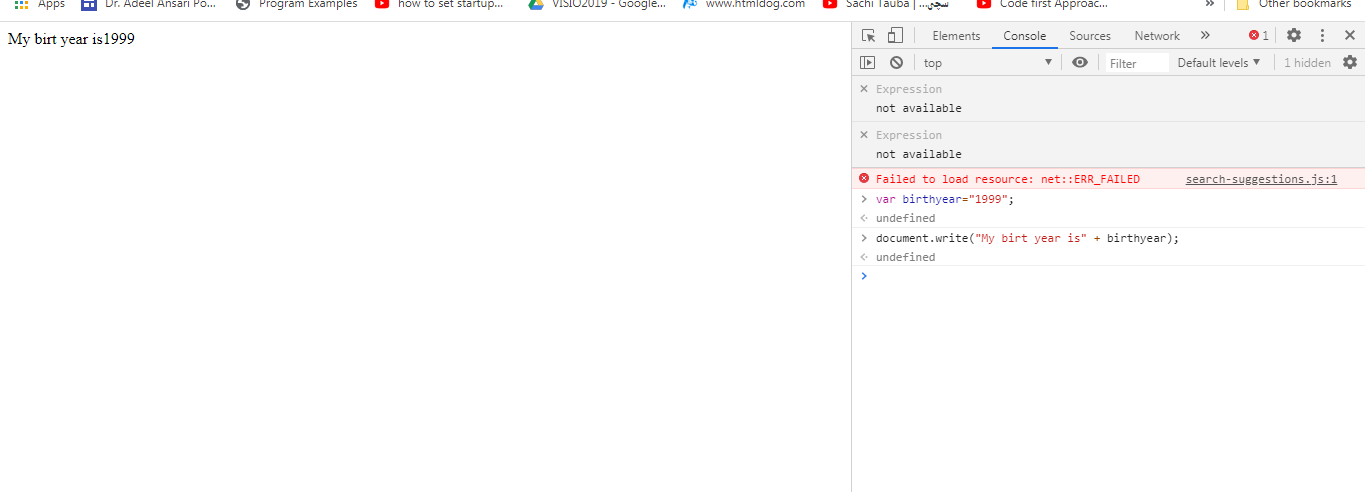 Apps Dr. Adeel Ansari Po... Program Examples how to set startup... VISIO2019 - Google... www.htmldog.com Sachi Tauba | سچی... Code first Approac... » Other bookmarks
My birt year is1999
Elements Console Sources Network » 1
top Filter Default levels 1 hidden
Expression
not available
Expression
not available
Failed to load resource: net::ERR_FAILED search-suggestions.js:1
var birthyear="1999";
undefined
document.write("My birt year is" + birthyear);
undefined